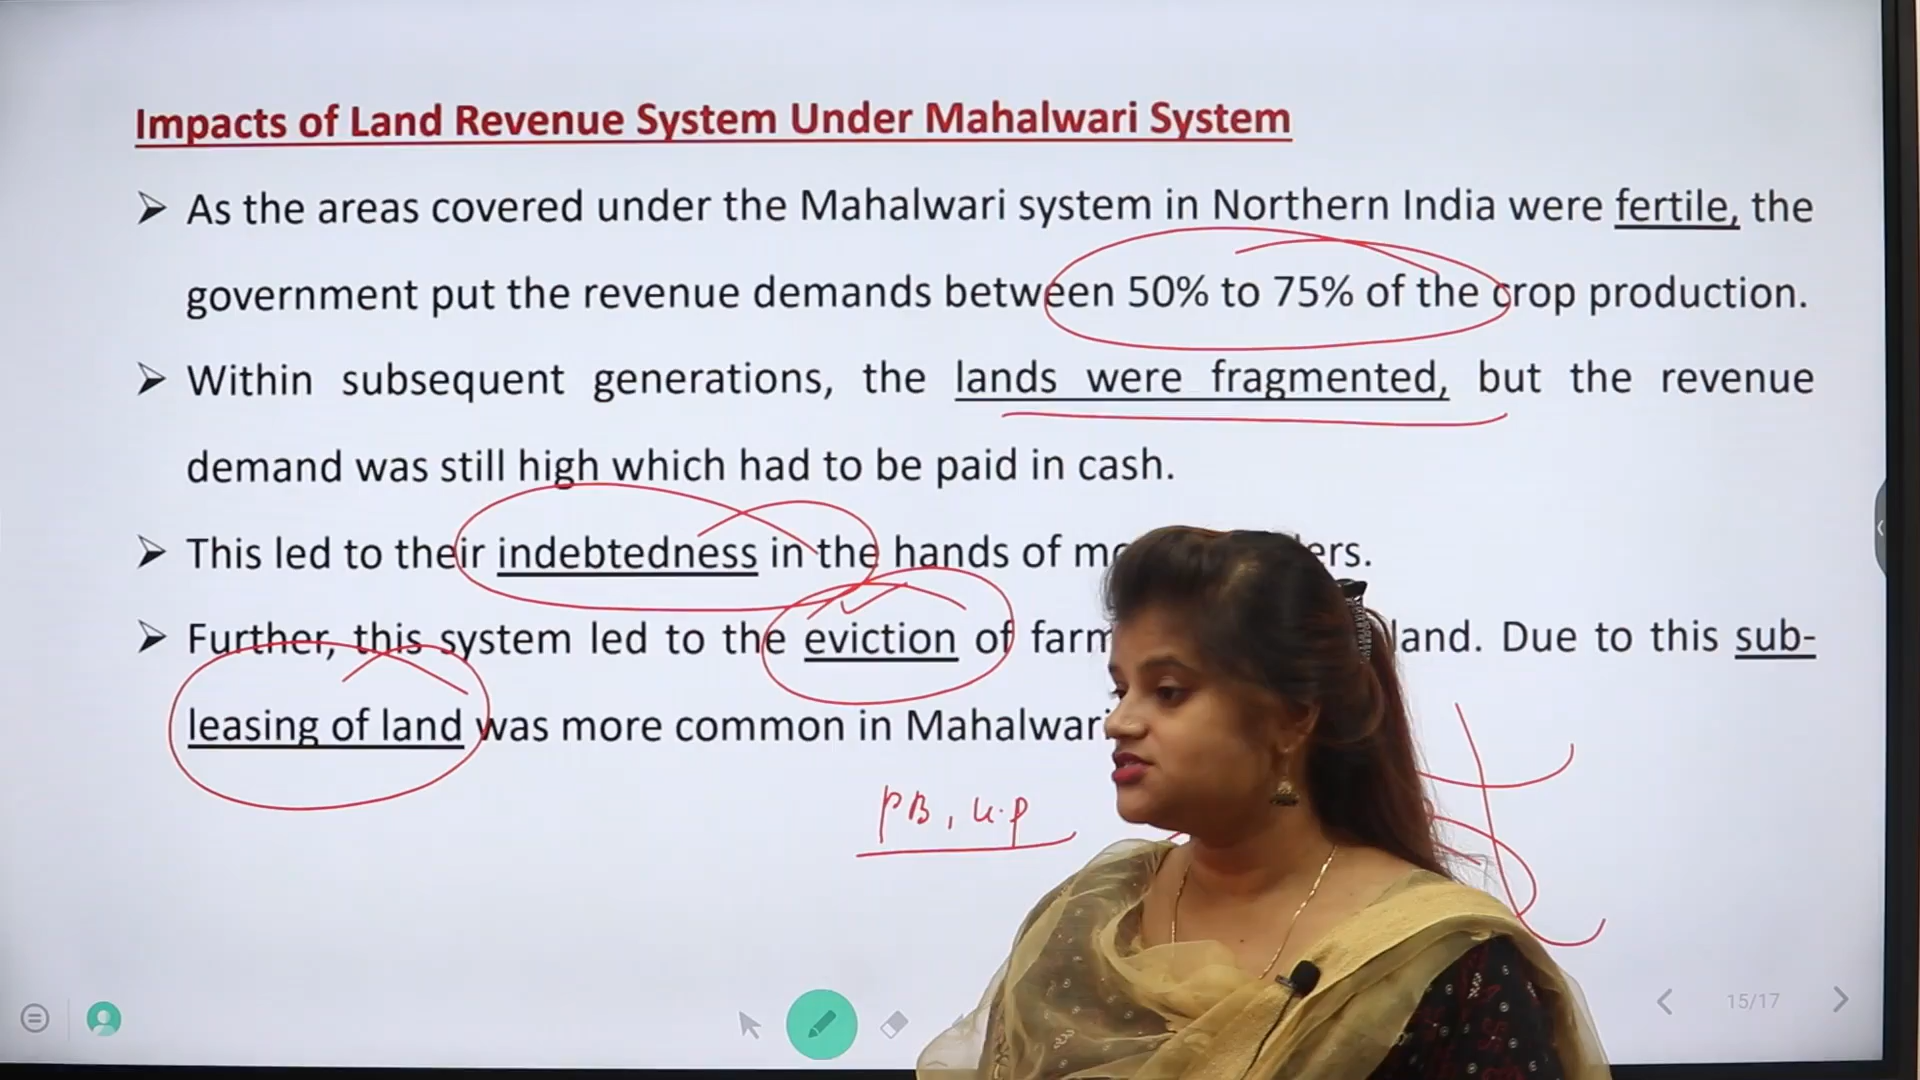 Impacts of Land Revenue System Under Mahalwari System
➢ As the areas covered under the Mahalwari system in Northern India were fertile, the
government put the revenue demands between 50% to 75% of the crop production.
➢ Within subsequent generations, the lands were fragmented, but the revenue
demand was still high which had to be paid in cash.
➢ This led to their indebtedness in the hands of
➢ Further, this system led to the eviction of land. Due to this sub-
leasing of land was more common in Mahalwari
PB, U.P
15/17